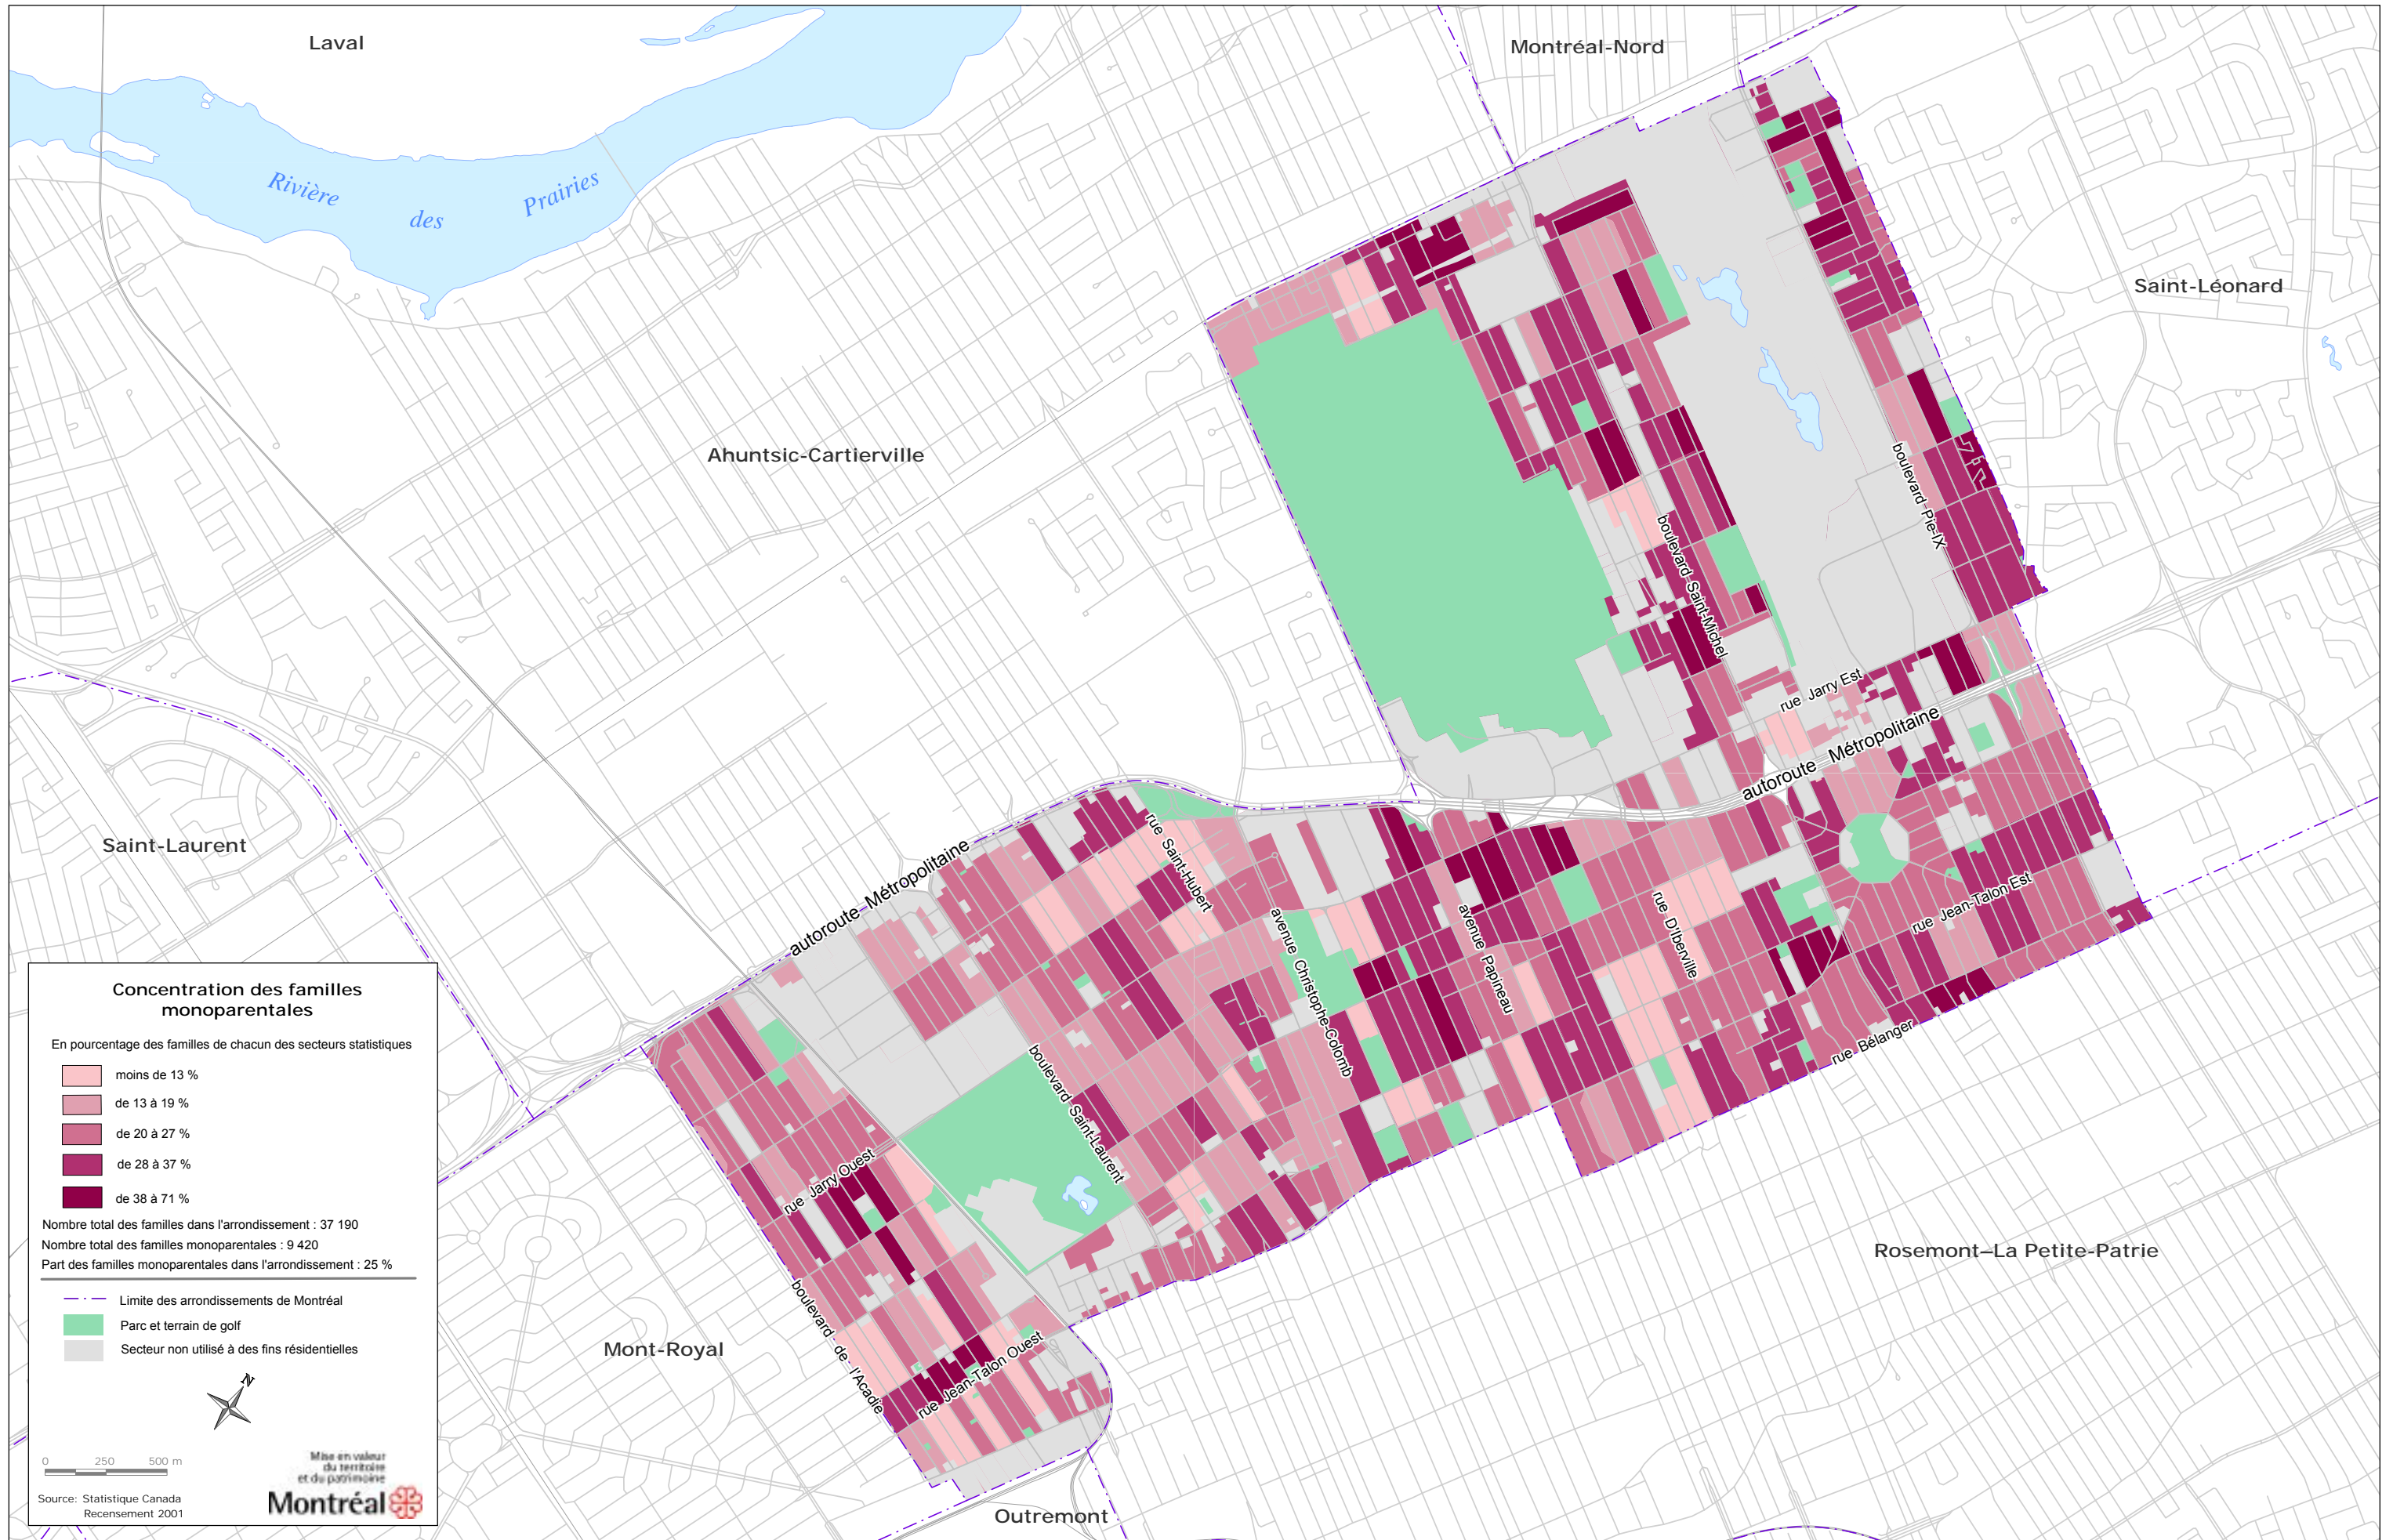 Laval
Montréal-Nord
Rivière
des
Prairies
Saint-Léonard
Ahuntsic-Cartierville
boulevard Pie-IX
boulevard Saint-Michel
rue Jarry Est
autoroute Métropolitaine
Saint-Laurent
autoroute Métropolitaine
rue Saint-Hubert
avenue Christophe-Colomb
avenue Papineau
rue D'Iberville
rue Jean-Talon Est
rue Bélanger
boulevard Saint-Laurent
rue Jarry Ouest
boulevard de l'Acadie
rue Jean-Talon Ouest
Mont-Royal
Rosemont–La Petite-Patrie
Outremont
Concentration des familles
monoparentales
En pourcentage des familles de chacun des secteurs statistiques
moins de 13 %
de 13 à 19 %
de 20 à 27 %
de 28 à 37 %
de 38 à 71 %
Nombre total des familles dans l'arrondissement : 37 190
Nombre total des familles monoparentales : 9 420
Part des familles monoparentales dans l'arrondissement : 25 %
Limite des arrondissements de Montréal
Parc et terrain de golf
Secteur non utilisé à des fins résidentielles
N
0 250 500 m
Source: Statistique Canada
Recensement 2001
Mise en valeur
du territoire
et du patrimoine
Montréal